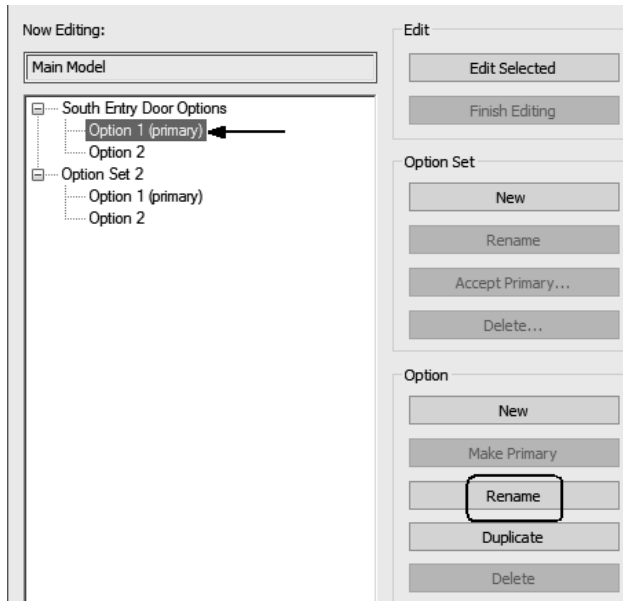 Now Editing:
Main Model
South Entry Door Options
Option 1 (primary)
Option 2
Option Set 2
Option 1 (primary)
Option 2
Edit
Edit Selected
Finish Editing
Option Set
New
Rename
Accept Primary...
Delete...
Option
New
Make Primary
Rename
Duplicate
Delete